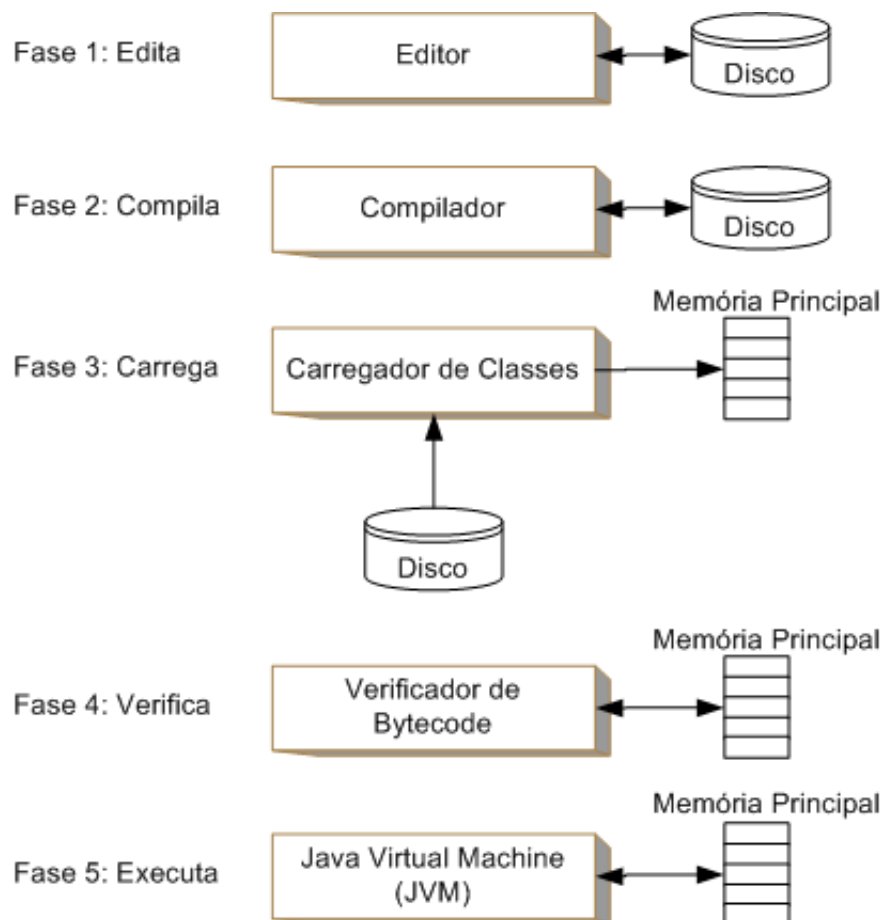 Fase 1: Edita
Editor
Disco
Fase 2: Compila
Compilador
Disco
Memória Principal
Fase 3: Carrega
Carregador de Classes
Disco
Memória Principal
Fase 4: Verifica
Verificador de
Bytecode
Memória Principal
Fase 5: Executa
Java Virtual Machine
(JVM)